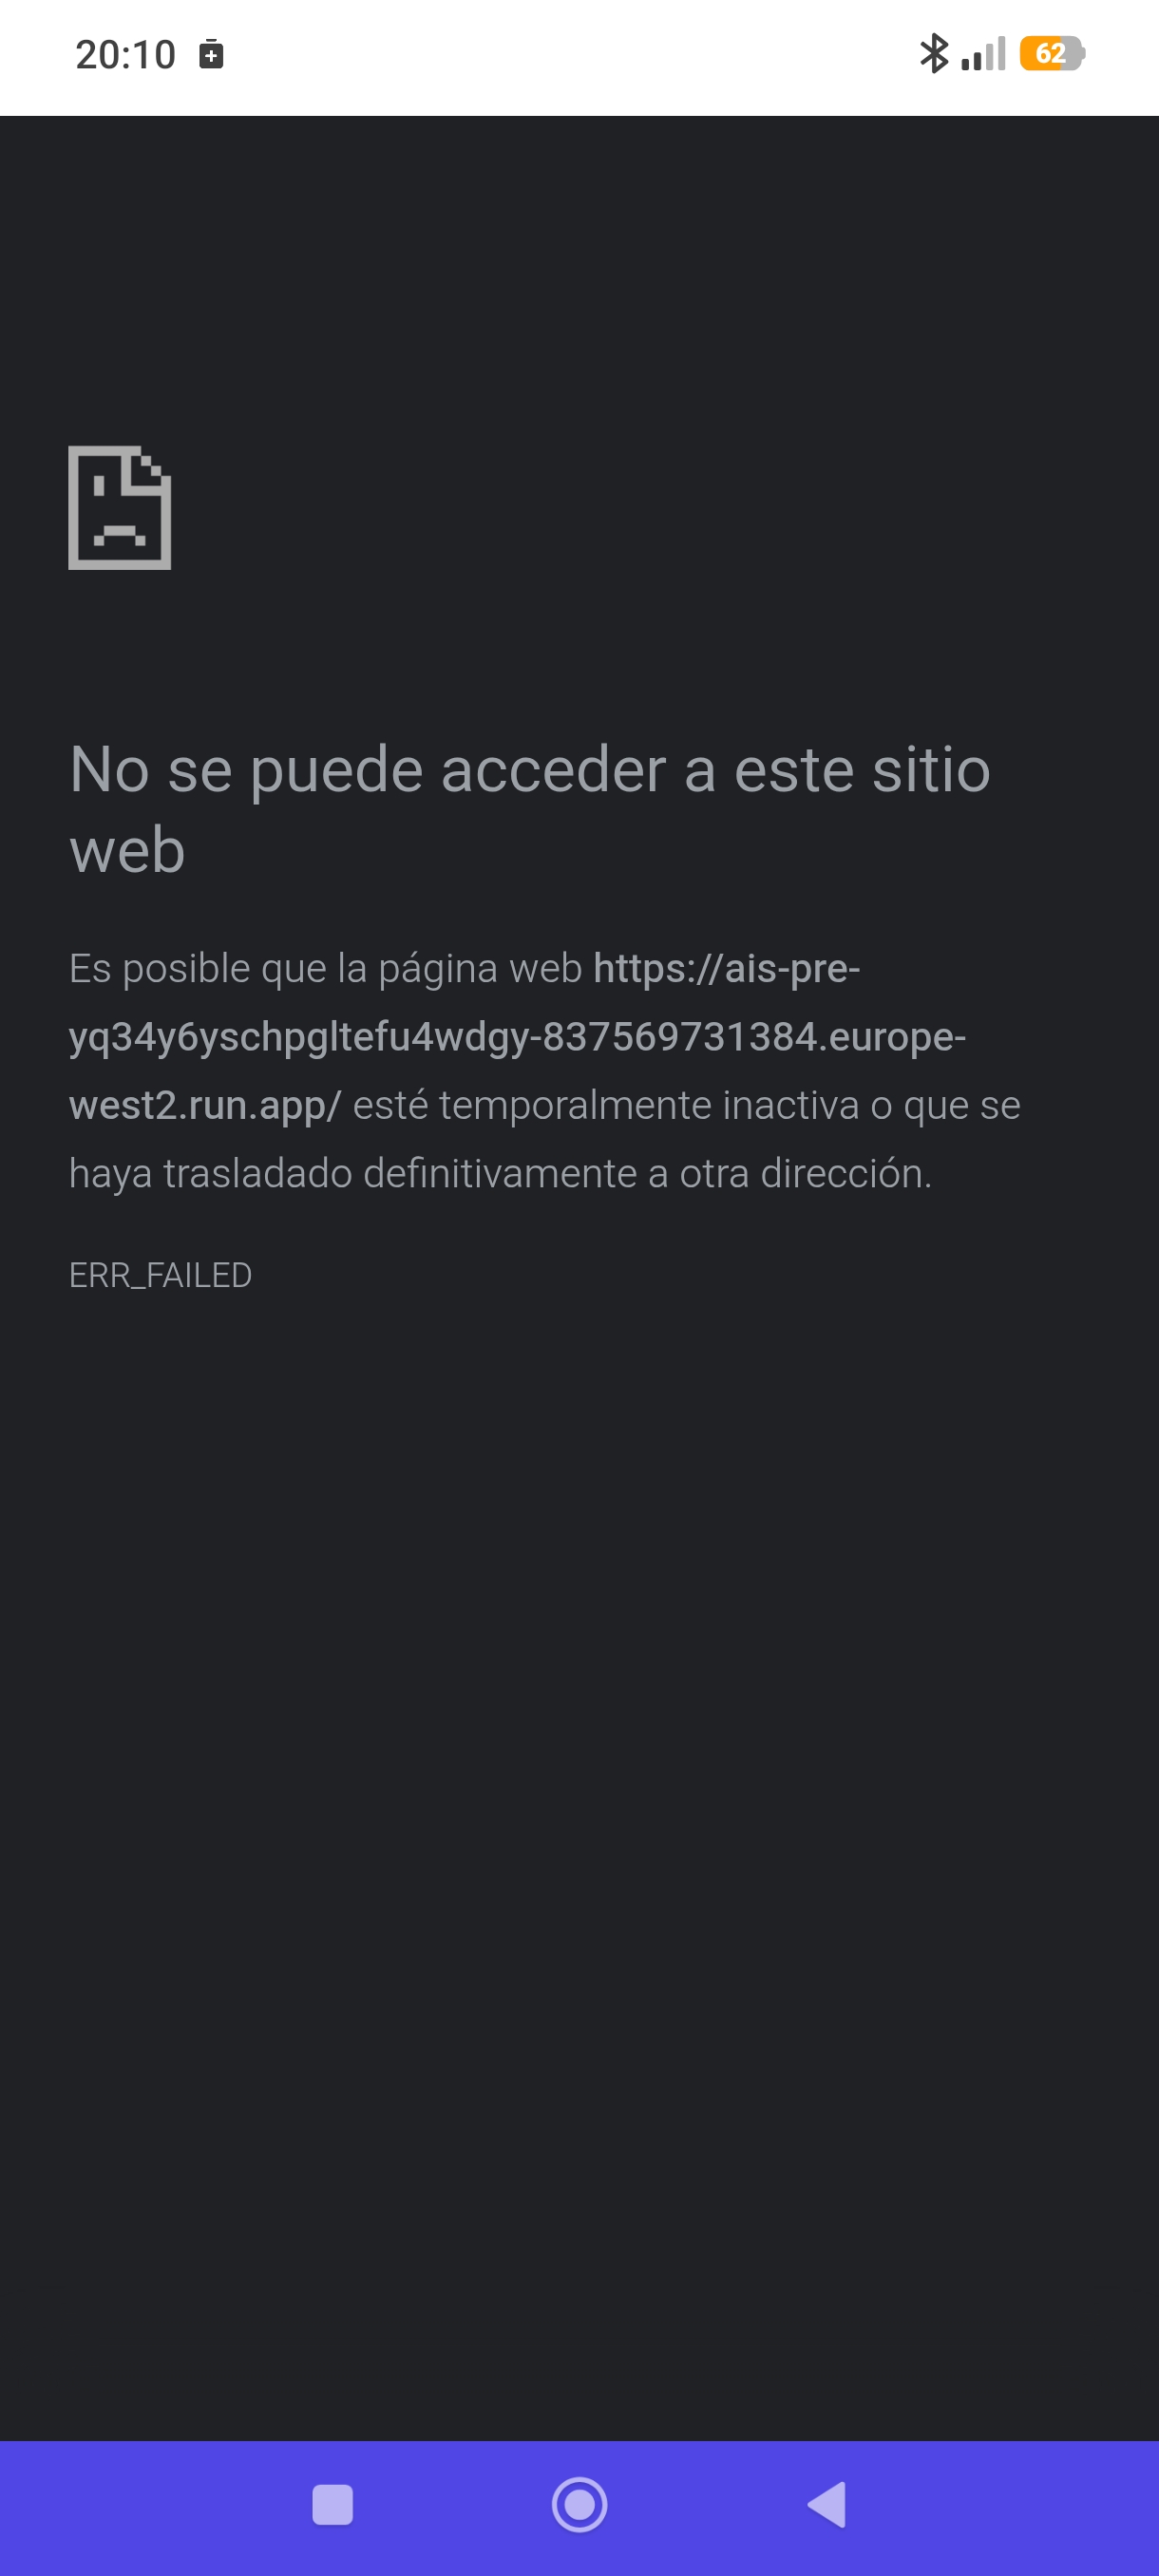 20:10
62
No se puede acceder a este sitio
web
Es posible que la página web https://ais-pre-
yq34y6yschpgltefu4wdgy-837569731384.europe-
west2.run.app/ esté temporalmente inactiva o que se
haya trasladado definitivamente a otra dirección.
ERR_FAILED